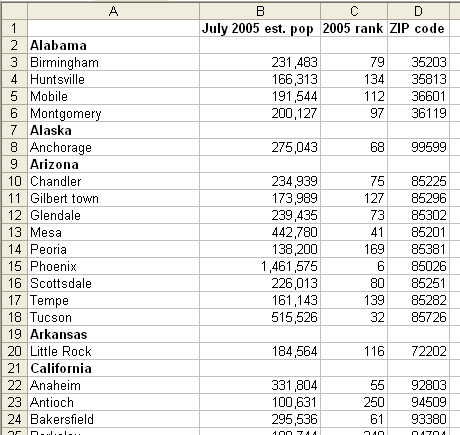 A B C D
1 July 2005 est. pop 2005 rank ZIP code
2 Alabama
3 Birmingham 231,483 79 35203
4 Huntsville 166,313 134 35813
5 Mobile 191,544 112 36601
6 Montgomery 200,127 97 36119
7 Alaska
8 Anchorage 275,043 68 99599
9 Arizona
10 Chandler 234,939 75 85225
11 Gilbert town 173,989 127 85296
12 Glendale 239,435 73 85302
13 Mesa 442,780 41 85201
14 Peoria 138,200 169 85381
15 Phoenix 1,461,575 6 85026
16 Scottsdale 226,013 80 85251
17 Tempe 161,143 139 85282
18 Tucson 515,526 32 85726
19 Arkansas
20 Little Rock 184,564 116 72202
21 California
22 Anaheim 331,804 55 92803
23 Antioch 100,631 250 94509
24 Bakersfield 295,536 61 93380